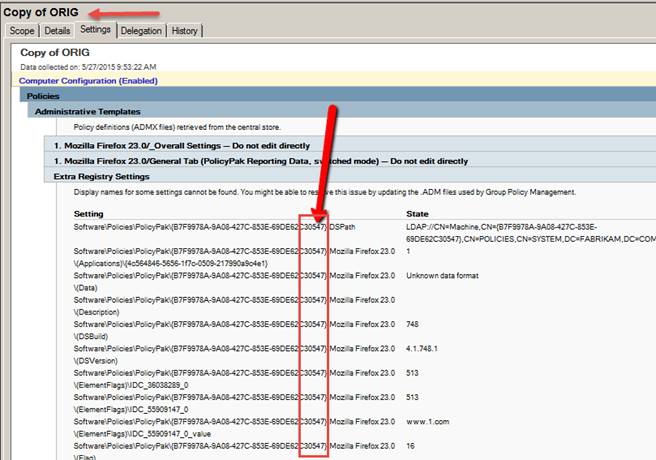 Copy of ORIG
Scope Details Settings Delegation History
Copy of ORIG
Data collected on: 5/27/2015 9:53:22 AM
Computer Configuration (Enabled)
Policies
Administrative Templates
Policy definitions (ADMX files) retrieved from the central store.
1. Mozilla Firefox 23.0/_Overall Settings -- Do not edit directly
1. Mozilla Firefox 23.0/General Tab (PolicyPak Reporting Data, switched mode) -- Do not edit directly
Extra Registry Settings
Display names for some settings cannot be found. You might be able to this issue by updating the .ADM files used by Group Policy Management.
Setting State
Software\Policies\PolicyPak\{B7F9978A-9A08-427C-853E-69DE62C30547} DSPath LDAP://CN=Machine,CN={B7F9978A-9A08-427C-853E-
69DE62C30547},CN=POLICIES,CN=SYSTEM,DC=FABRIKAM,DC=COM
Software\Policies\PolicyPak\{B7F9978A-9A08-427C-853E-69DE62C30547} Mozilla Firefox 23.0 1
\(Applications)\{4c564846-5656-1f7c-0509-217990a9c4e1}
Software\Policies\PolicyPak\{B7F9978A-9A08-427C-853E-69DE62C30547} Mozilla Firefox 23.0 Unknown data format
\(Data)
Software\Policies\PolicyPak\{B7F9978A-9A08-427C-853E-69DE62C30547} Mozilla Firefox 23.0
\(Description)
Software\Policies\PolicyPak\{B7F9978A-9A08-427C-853E-69DE62C30547} Mozilla Firefox 23.0 748
\(DSBuild)
Software\Policies\PolicyPak\{B7F9978A-9A08-427C-853E-69DE62C30547} Mozilla Firefox 23.0 4.1.748.1
\(DSVersion)
Software\Policies\PolicyPak\{B7F9978A-9A08-427C-853E-69DE62C30547} Mozilla Firefox 23.0 513
\(ElementFlags)\IDC_36038289_0
Software\Policies\PolicyPak\{B7F9978A-9A08-427C-853E-69DE62C30547} Mozilla Firefox 23.0 513
\(ElementFlags)\IDC_55909147_0
Software\Policies\PolicyPak\{B7F9978A-9A08-427C-853E-69DE62C30547} Mozilla Firefox 23.0 www.1.com
\(ElementFlags)\IDC_55909147_0_value
Software\Policies\PolicyPak\{B7F9978A-9A08-427C-853E-69DE62C30547} Mozilla Firefox 23.0 16
\(Flag)